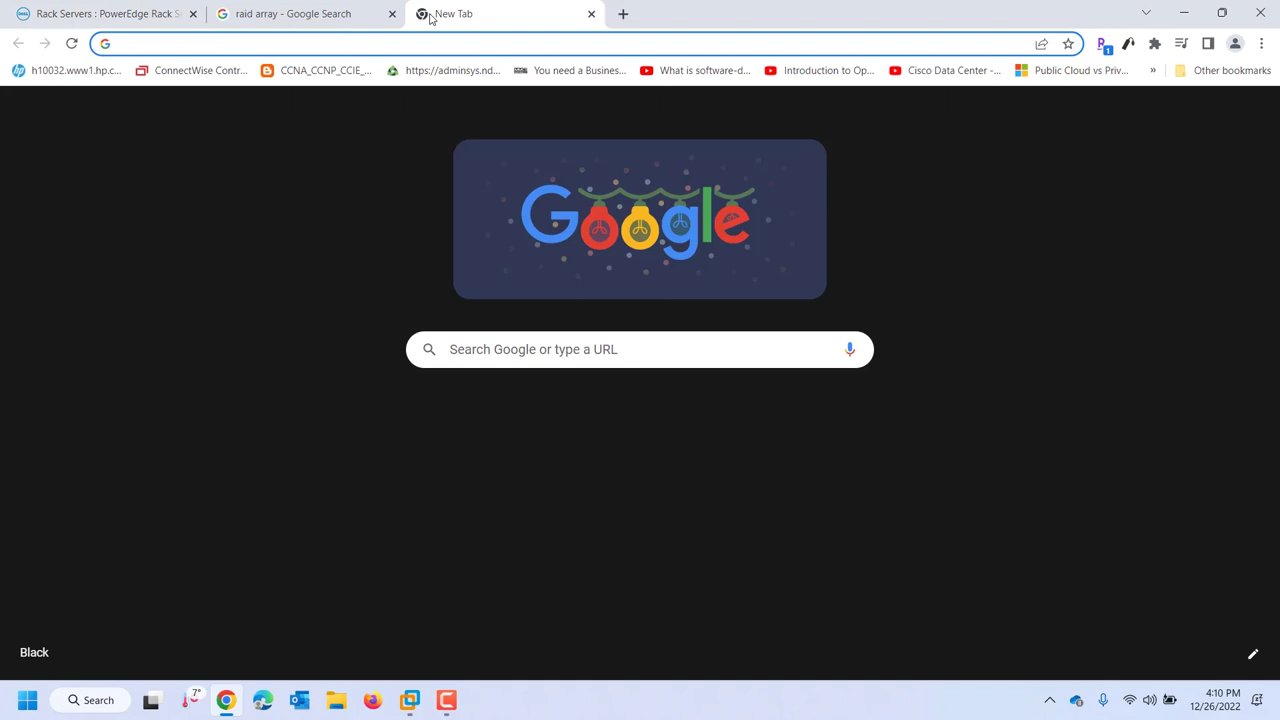 Rack Servers : PowerEdge Rack S
raid array - Google Search
New Tab
h10032.www1.hp.c...
ConnectWise Contr...
CCNA_CCNP_CCIE_...
https://adminsys.nd...
You need a Busines...
What is software-d...
Introduction to Op...
Cisco Data Center -...
Public Cloud vs Priv...
»
Other bookmarks
1
Google
Search Google or type a URL
Black
Search
7°
4:10 PM
12/26/2022